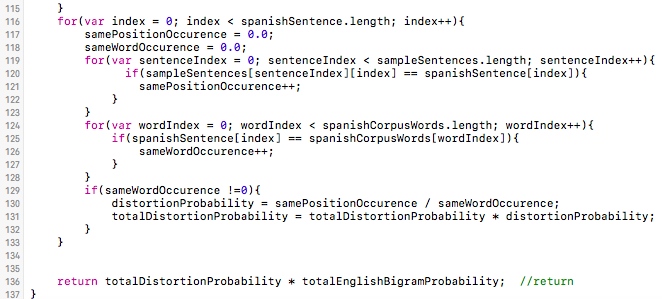 115     }
116     for(var index = 0; index < spanishSentence.length; index++){
117         samePositionOccurence = 0.0;
118         sameWordOccurence = 0.0;
119         for(var sentenceIndex = 0; sentenceIndex < sampleSentences.length; sentenceIndex++){
120               if(sampleSentences[sentenceIndex][index] == spanishSentence[index]){
121                 samePositionOccurence++;
122             }
123         }
124         for(var wordIndex = 0; wordIndex < spanishCorpusWords.length; wordIndex++){
125             if(spanishSentence[index] == spanishCorpusWords[wordIndex]){
126                 sameWordOccurence++;
127             }
128         }
129         if(sameWordOccurence !=0){
130             distortionProbability = samePositionOccurence / sameWordOccurence;
131             totalDistortionProbability = totalDistortionProbability * distortionProbability;
132         }
133     }
134
135
136     return totalDistortionProbability * totalEnglishBigramProbability;  //return
137 }